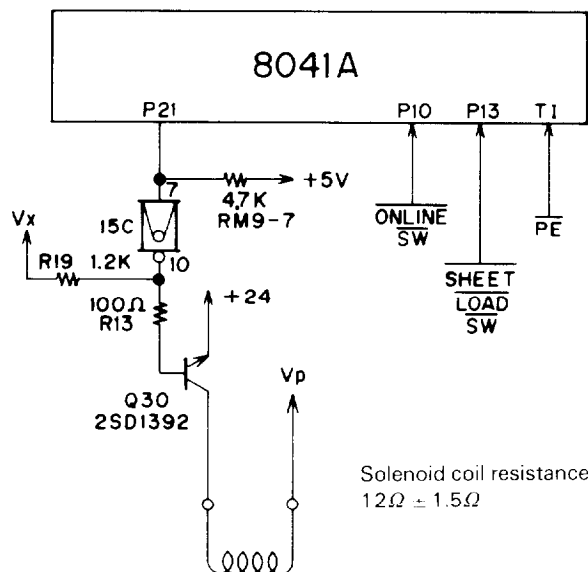 8041A
P21 P10 P13 TI
7
+5V
4.7K
RM9-7
15C
Vx
R19 1.2K
10
100Ω
R13
+24
Q30
2SD1392
Vp
ONLINE
SW
SHEET
LOAD
SW
PE
Solenoid coil resistance
12Ω ± 1.5Ω